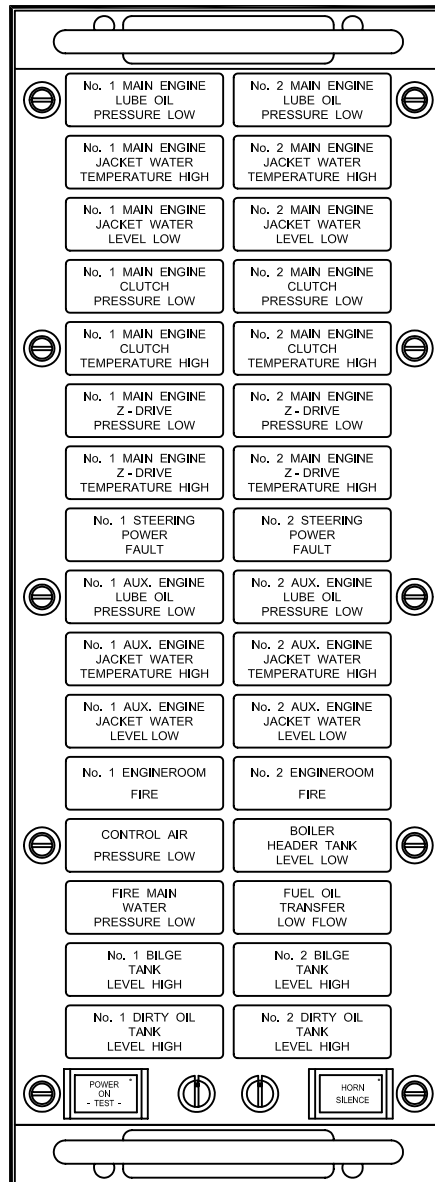 No. 1 MAIN ENGINE
LUBE OIL
PRESSURE LOW
No. 2 MAIN ENGINE
LUBE OIL
PRESSURE LOW
No. 1 MAIN ENGINE
JACKET WATER
TEMPERATURE HIGH
No. 2 MAIN ENGINE
JACKET WATER
TEMPERATURE HIGH
No. 1 MAIN ENGINE
JACKET WATER
LEVEL LOW
No. 2 MAIN ENGINE
JACKET WATER
LEVEL LOW
No. 1 MAIN ENGINE
CLUTCH
PRESSURE LOW
No. 2 MAIN ENGINE
CLUTCH
PRESSURE LOW
No. 1 MAIN ENGINE
CLUTCH
TEMPERATURE HIGH
No. 2 MAIN ENGINE
CLUTCH
TEMPERATURE HIGH
No. 1 MAIN ENGINE
Z - DRIVE
PRESSURE LOW
No. 2 MAIN ENGINE
Z - DRIVE
PRESSURE LOW
No. 1 MAIN ENGINE
Z - DRIVE
TEMPERATURE HIGH
No. 2 MAIN ENGINE
Z - DRIVE
TEMPERATURE HIGH
No. 1 STEERING
POWER
FAULT
No. 2 STEERING
POWER
FAULT
No. 1 AUX. ENGINE
LUBE OIL
PRESSURE LOW
No. 2 AUX. ENGINE
LUBE OIL
PRESSURE LOW
No. 1 AUX. ENGINE
JACKET WATER
TEMPERATURE HIGH
No. 2 AUX. ENGINE
JACKET WATER
TEMPERATURE HIGH
No. 1 AUX. ENGINE
JACKET WATER
LEVEL LOW
No. 2 AUX. ENGINE
JACKET WATER
LEVEL LOW
No. 1 ENGINEROOM
FIRE
No. 2 ENGINEROOM
FIRE
CONTROL AIR
PRESSURE LOW
BOILER
HEADER TANK
LEVEL LOW
FIRE MAIN
WATER
PRESSURE LOW
FUEL OIL
TRANSFER
LOW FLOW
No. 1 BILGE
TANK
LEVEL HIGH
No. 2 BILGE
TANK
LEVEL HIGH
No. 1 DIRTY OIL
TANK
LEVEL HIGH
No. 2 DIRTY OIL
TANK
LEVEL HIGH
POWER
ON
- TEST -
HORN
SILENCE